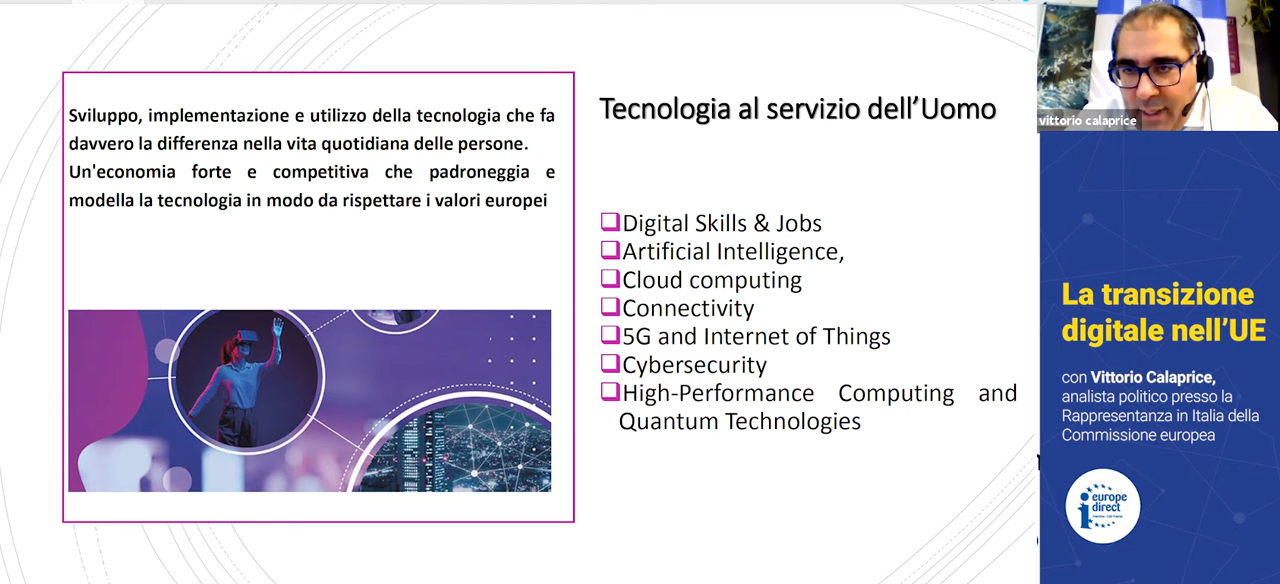 Sviluppo, implementazione e utilizzo della tecnologia che fa
davvero la differenza nella vita quotidiana delle persone.
Un'economia forte e competitiva che padroneggia e
modella la tecnologia in modo da rispettare i valori europei
Tecnologia al servizio dell’Uomo
Digital Skills & Jobs
Artificial Intelligence,
Cloud computing
Connectivity
5G and Internet of Things
Cybersecurity
High-Performance Computing and
Quantum Technologies
vittorio calaprice
La transizione
digitale nell’UE
con Vittorio Calaprice,
analista politico presso la
Rappresentanza in Italia della
Commissione europea
europe
direct